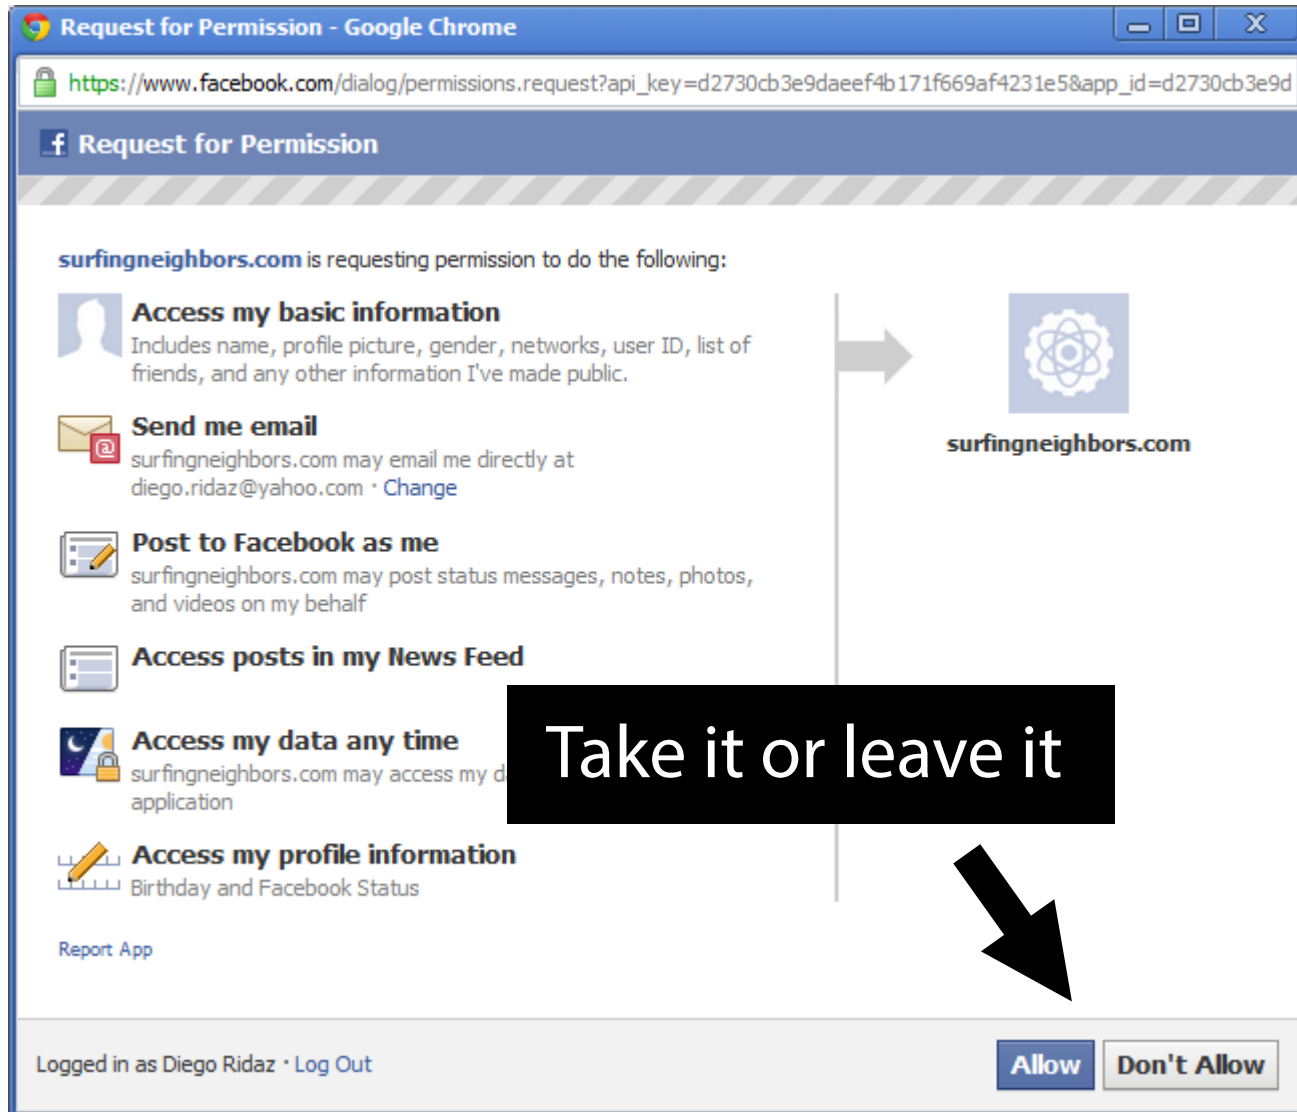 Request for Permission - Google Chrome
https://www.facebook.com/dialog/permissions.request?api_key=d2730cb3e9daeef4b171f669af4231e5&app_id=d2730cb3e9d
f Request for Permission
surfingneighbors.com is requesting permission to do the following:
Access my basic information
Includes name, profile picture, gender, networks, user ID, list of
friends, and any other information I've made public.
Send me email
surfingneighbors.com may email me directly at
diego.ridaz@yahoo.com · Change
Post to Facebook as me
surfingneighbors.com may post status messages, notes, photos,
and videos on my behalf
Access posts in my News Feed
Access my data any time
surfingneighbors.com may access my d
application
Access my profile information
Birthday and Facebook Status
Report App
surfingneighbors.com
Take it or leave it
Logged in as Diego Ridaz · Log Out
Allow
Don't Allow